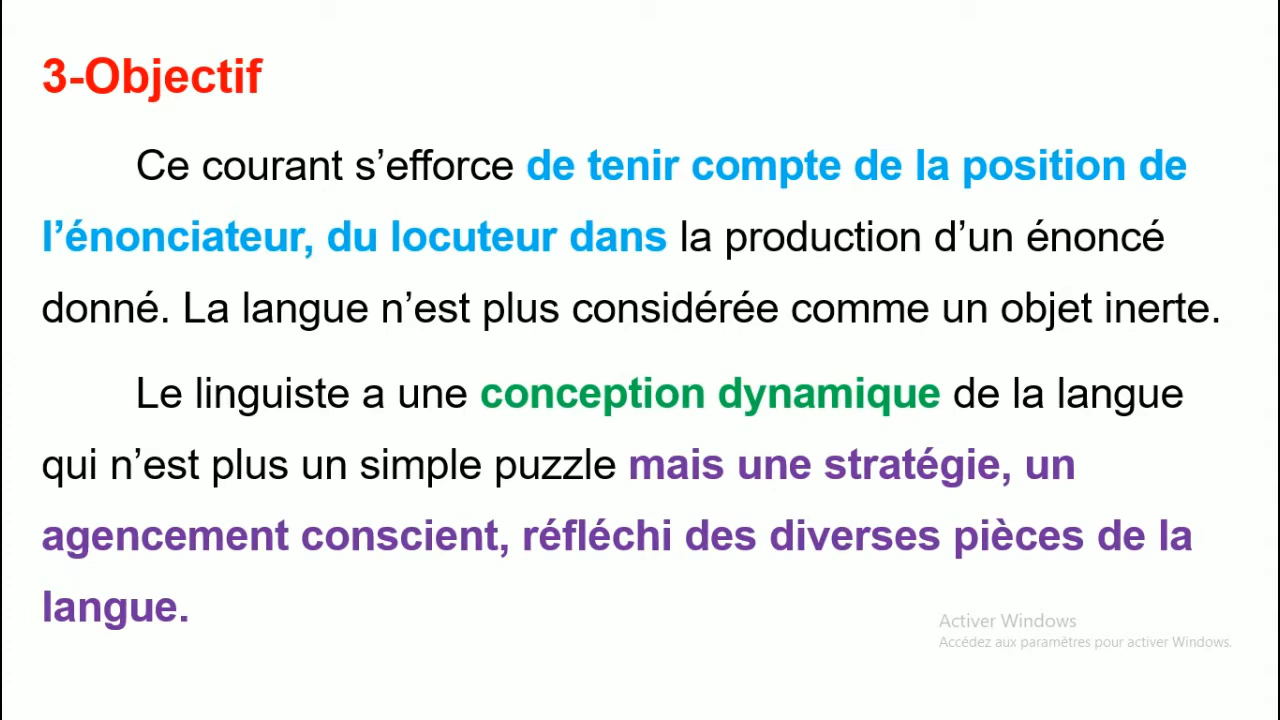 3-Objectif
Ce courant s’efforce de tenir compte de la position de
l’énonciateur, du locuteur dans la production d’un énoncé
donné. La langue n’est plus considérée comme un objet inerte.
Le linguiste a une conception dynamique de la langue
qui n’est plus un simple puzzle mais une stratégie, un
agencement conscient, réfléchi des diverses pièces de la
langue.
Activer Windows
Accédez aux paramètres pour activer Windows.